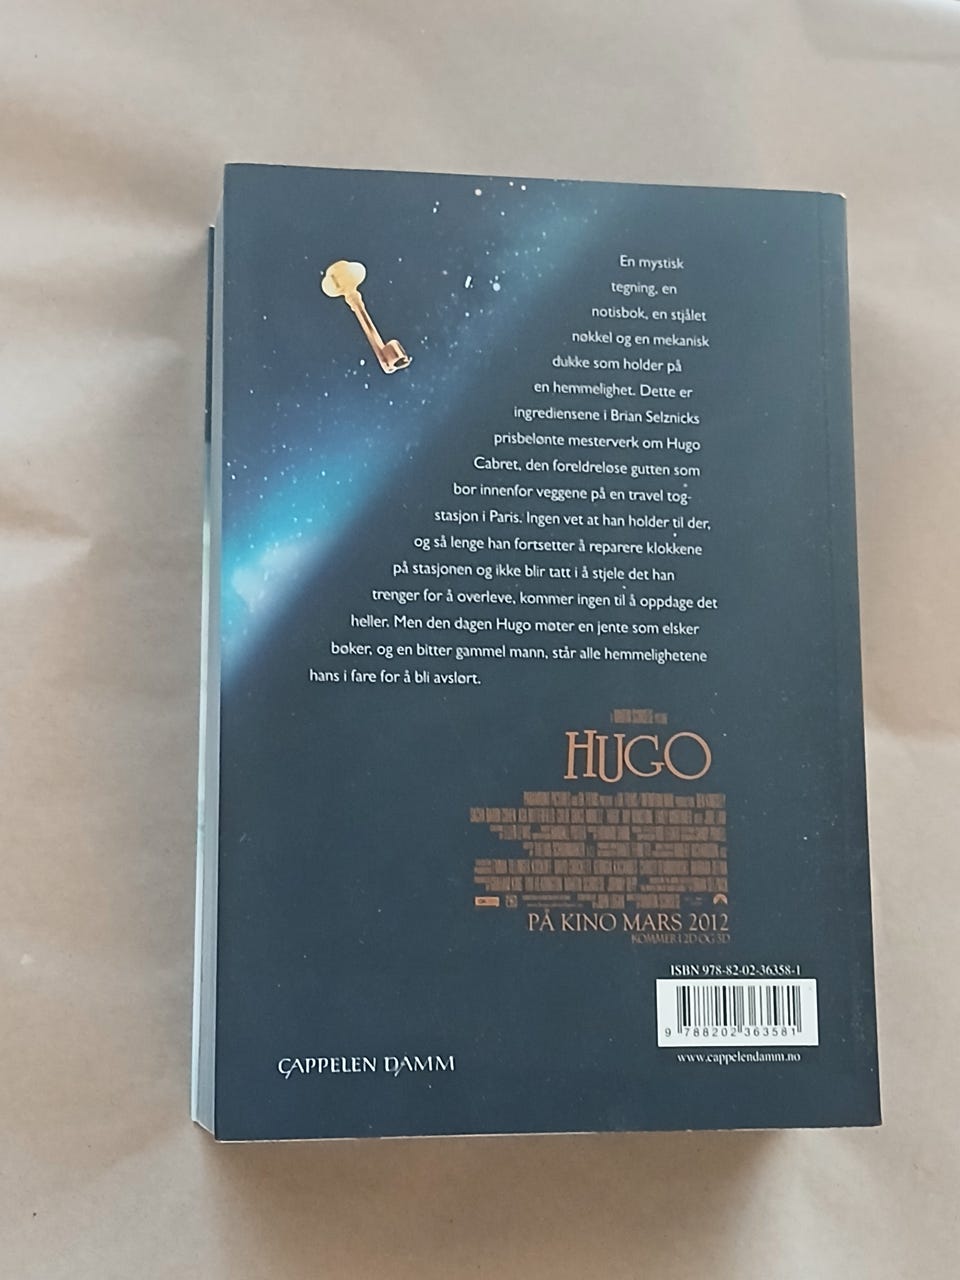 En mystisk
tegning, en
notisbok, en stjålet
nøkkel og en mekanisk
dukke som holder på
en hemmelighet. Dette er
ingrediensene i Brian Selznicks
prisbelønte mesterverk om Hugo
Cabret, den foreldreløse gutten som
bor innenfor veggene på en travel tog-
stasjon i Paris. Ingen vet at han holder til der,
og så lenge han fortsetter å reparere klokkene
på stasjonen og ikke blir tatt i å stjele det han
trenger for å overleve, kommer ingen til å oppdage det
heller. Men den dagen Hugo møter en jente som elsker
bøker, og en bitter gammel mann, står alle hemmelighetene
hans i fare for å bli avslørt.
HUGO
PÅ KINO MARS 2012
KOMMER I 2D OG 3D
ISBN 978-82-02-36358-1
9 788202 363581
www.cappelendamm.no
CAPPELEN DAMM